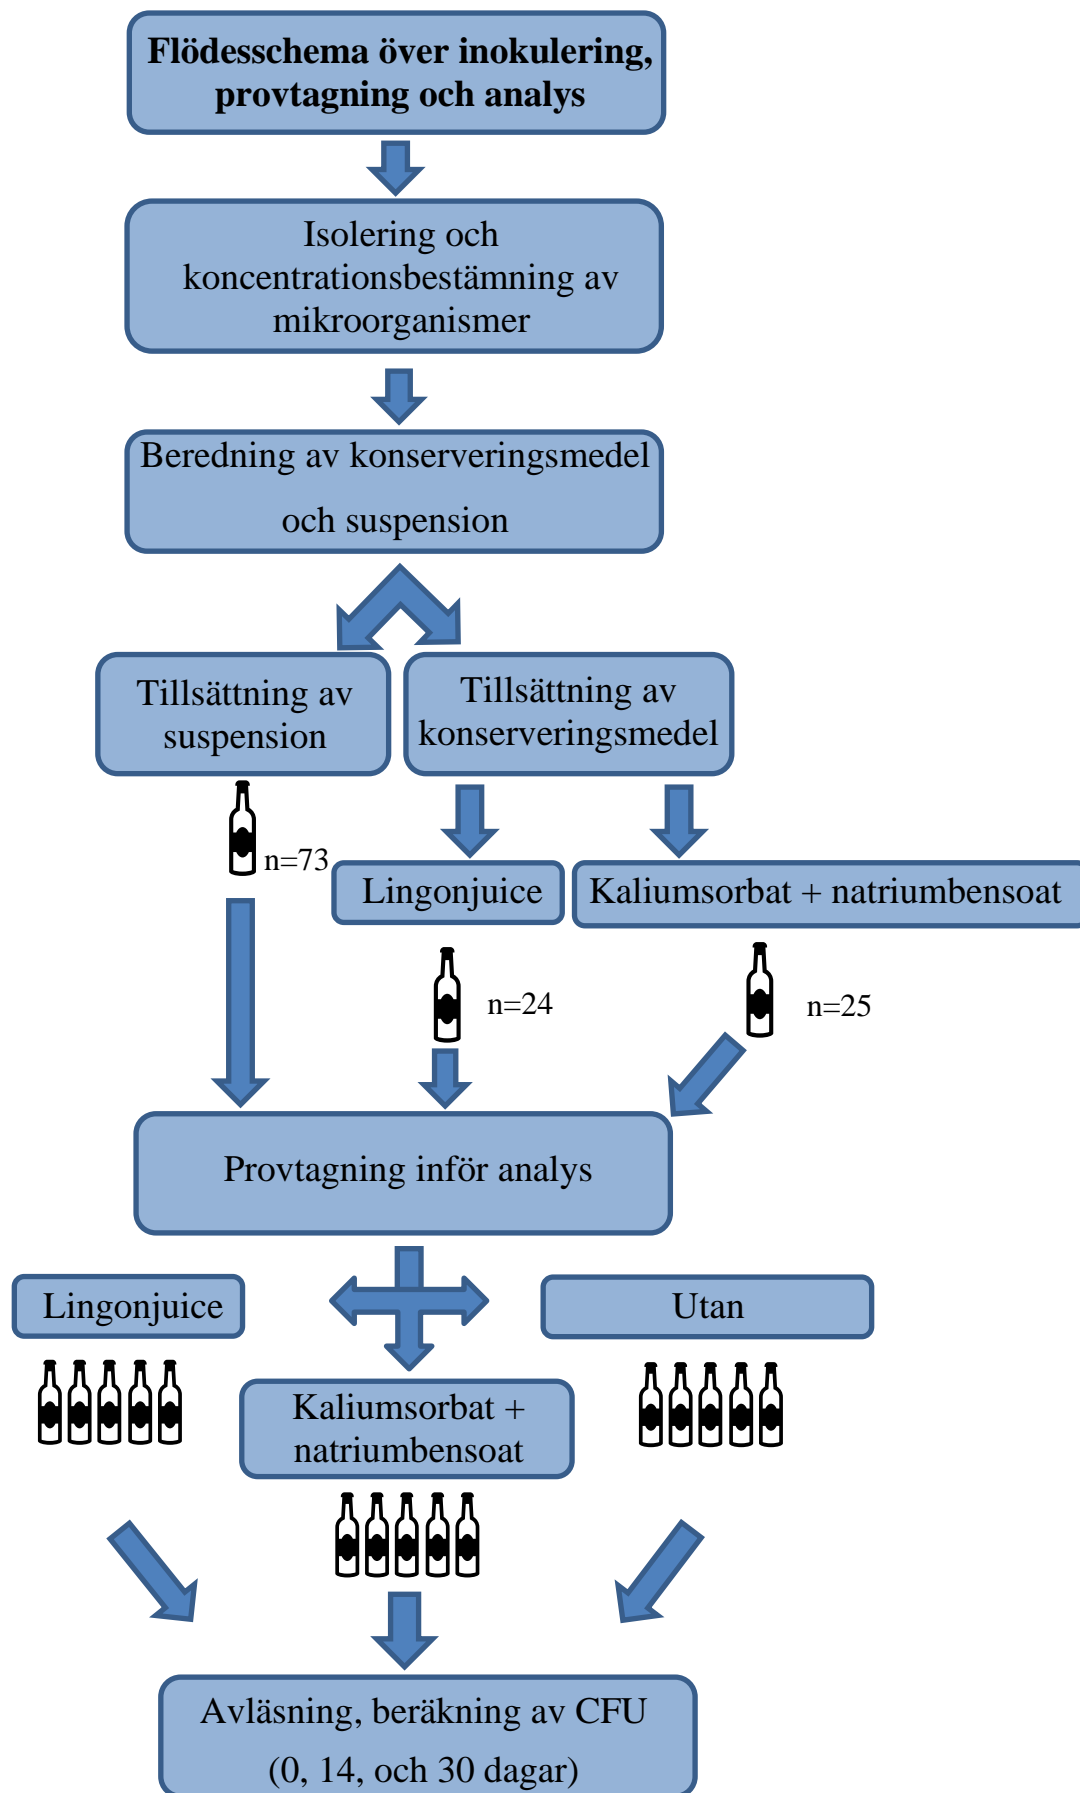 Flödesschema över inokulering,
provtagning och analys
Isolering och
koncentrationsbestämning av
mikroorganismer
Beredning av konserveringsmedel
och suspension
Tillsättning av
suspension
Tillsättning av
konserveringsmedel
n=73
Lingonjuice
Kaliumsorbat + natriumbensoat
n=24
n=25
Provtagning inför analys
Lingonjuice
Utan
Kaliumsorbat +
natriumbensoat
Avläsning, beräkning av CFU
(0, 14, och 30 dagar)